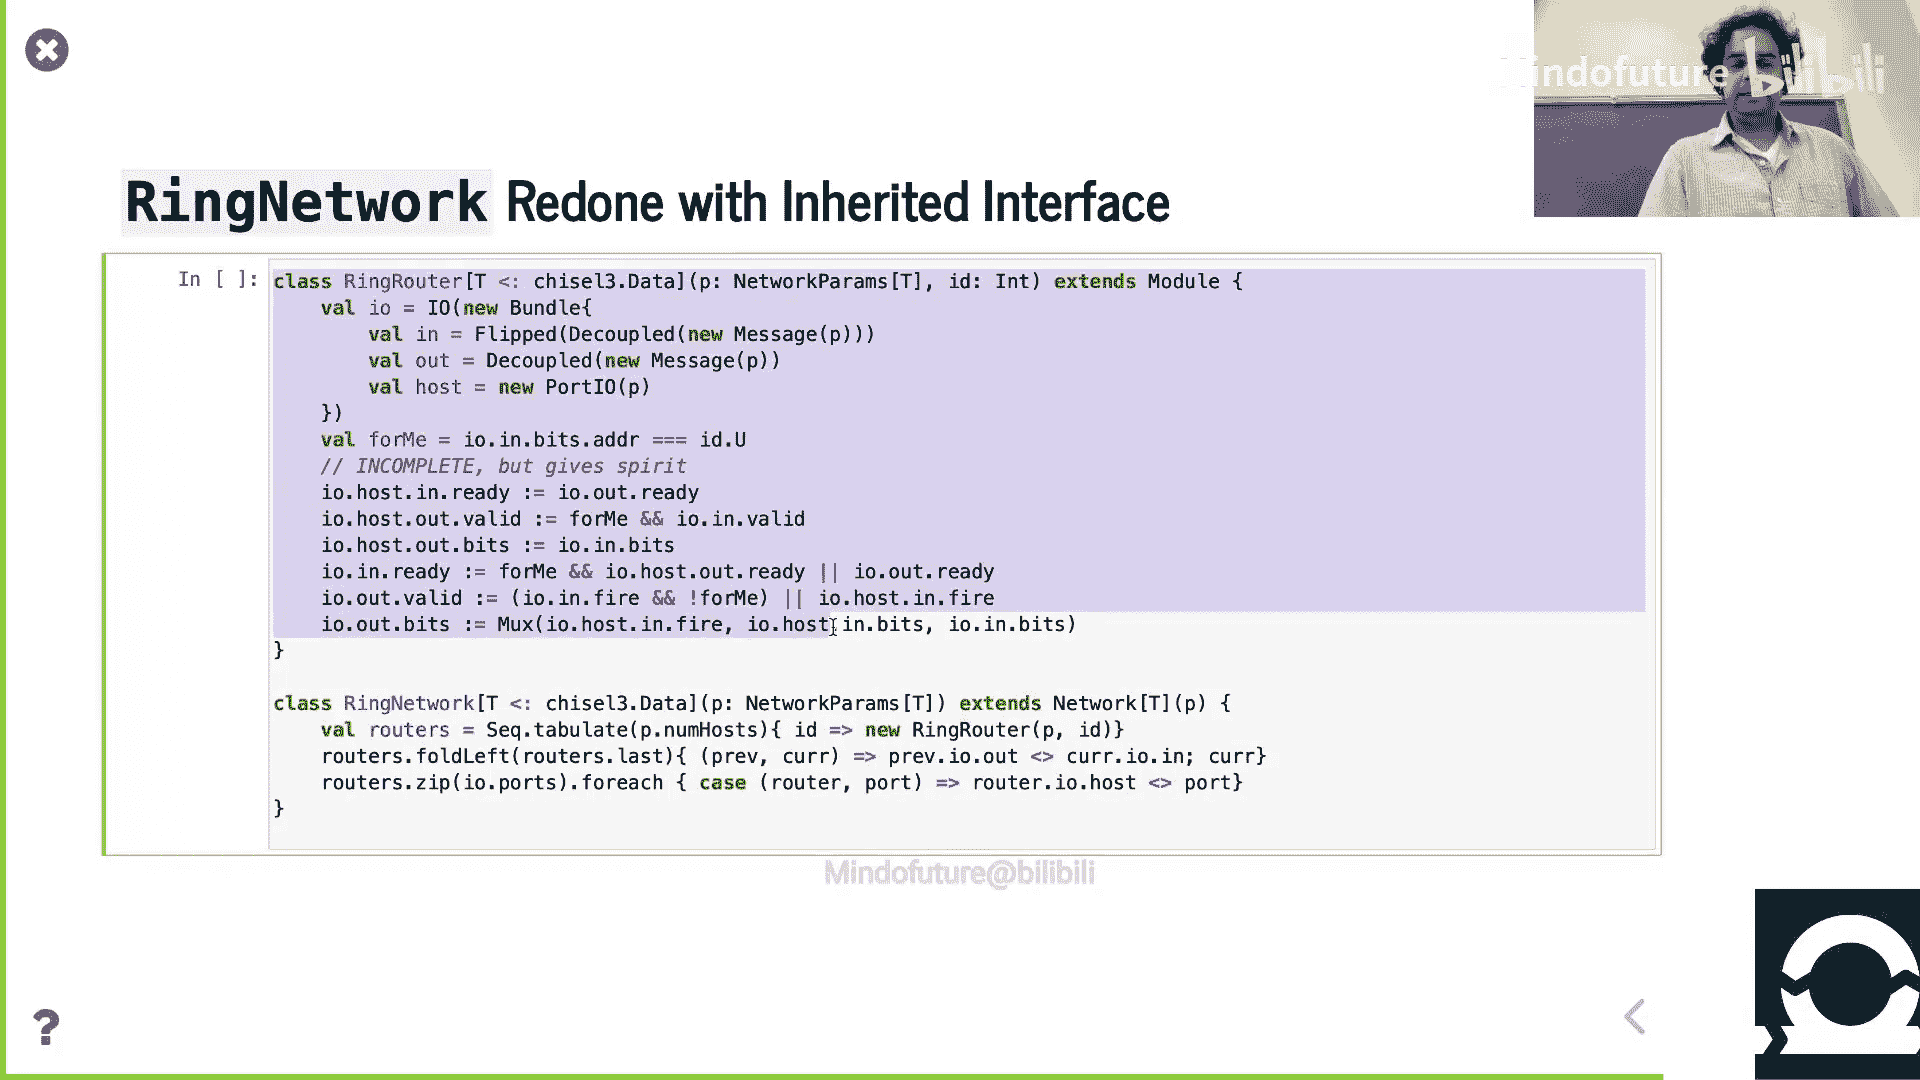 indofuture bilibili
RingNetwork Redone with Inherited Interface
In [ ]:
class RingRouter[T <: chisel3.Data](p: NetworkParams[T], id: Int) extends Module {
    val io = IO(new Bundle{
        val in = Flipped(Decoupled(new Message(p)))
        val out = Decoupled(new Message(p))
        val host = new PortIO(p)
    })
    val forMe = io.in.bits.addr === id.U
    // INCOMPLETE, but gives spirit
    io.host.in.ready := io.out.ready
    io.host.out.valid := forMe && io.in.valid
    io.host.out.bits := io.in.bits
    io.in.ready := forMe && io.host.out.ready || io.out.ready
    io.out.valid := (io.in.fire && !forMe) || io.host.in.fire
    io.out.bits := Mux(io.host.in.fire, io.host.in.bits, io.in.bits)
}
class RingNetwork[T <: chisel3.Data](p: NetworkParams[T]) extends Network[T](p) {
    val routers = Seq.tabulate(p.numHosts){ id => new RingRouter(p, id)}
    routers.foldLeft(routers.last){ (prev, curr) => prev.io.out <> curr.io.in; curr}
    routers.zip(io.ports).foreach { case (router, port) => router.io.host <> port}
}
Mindofuture@bilibili
?